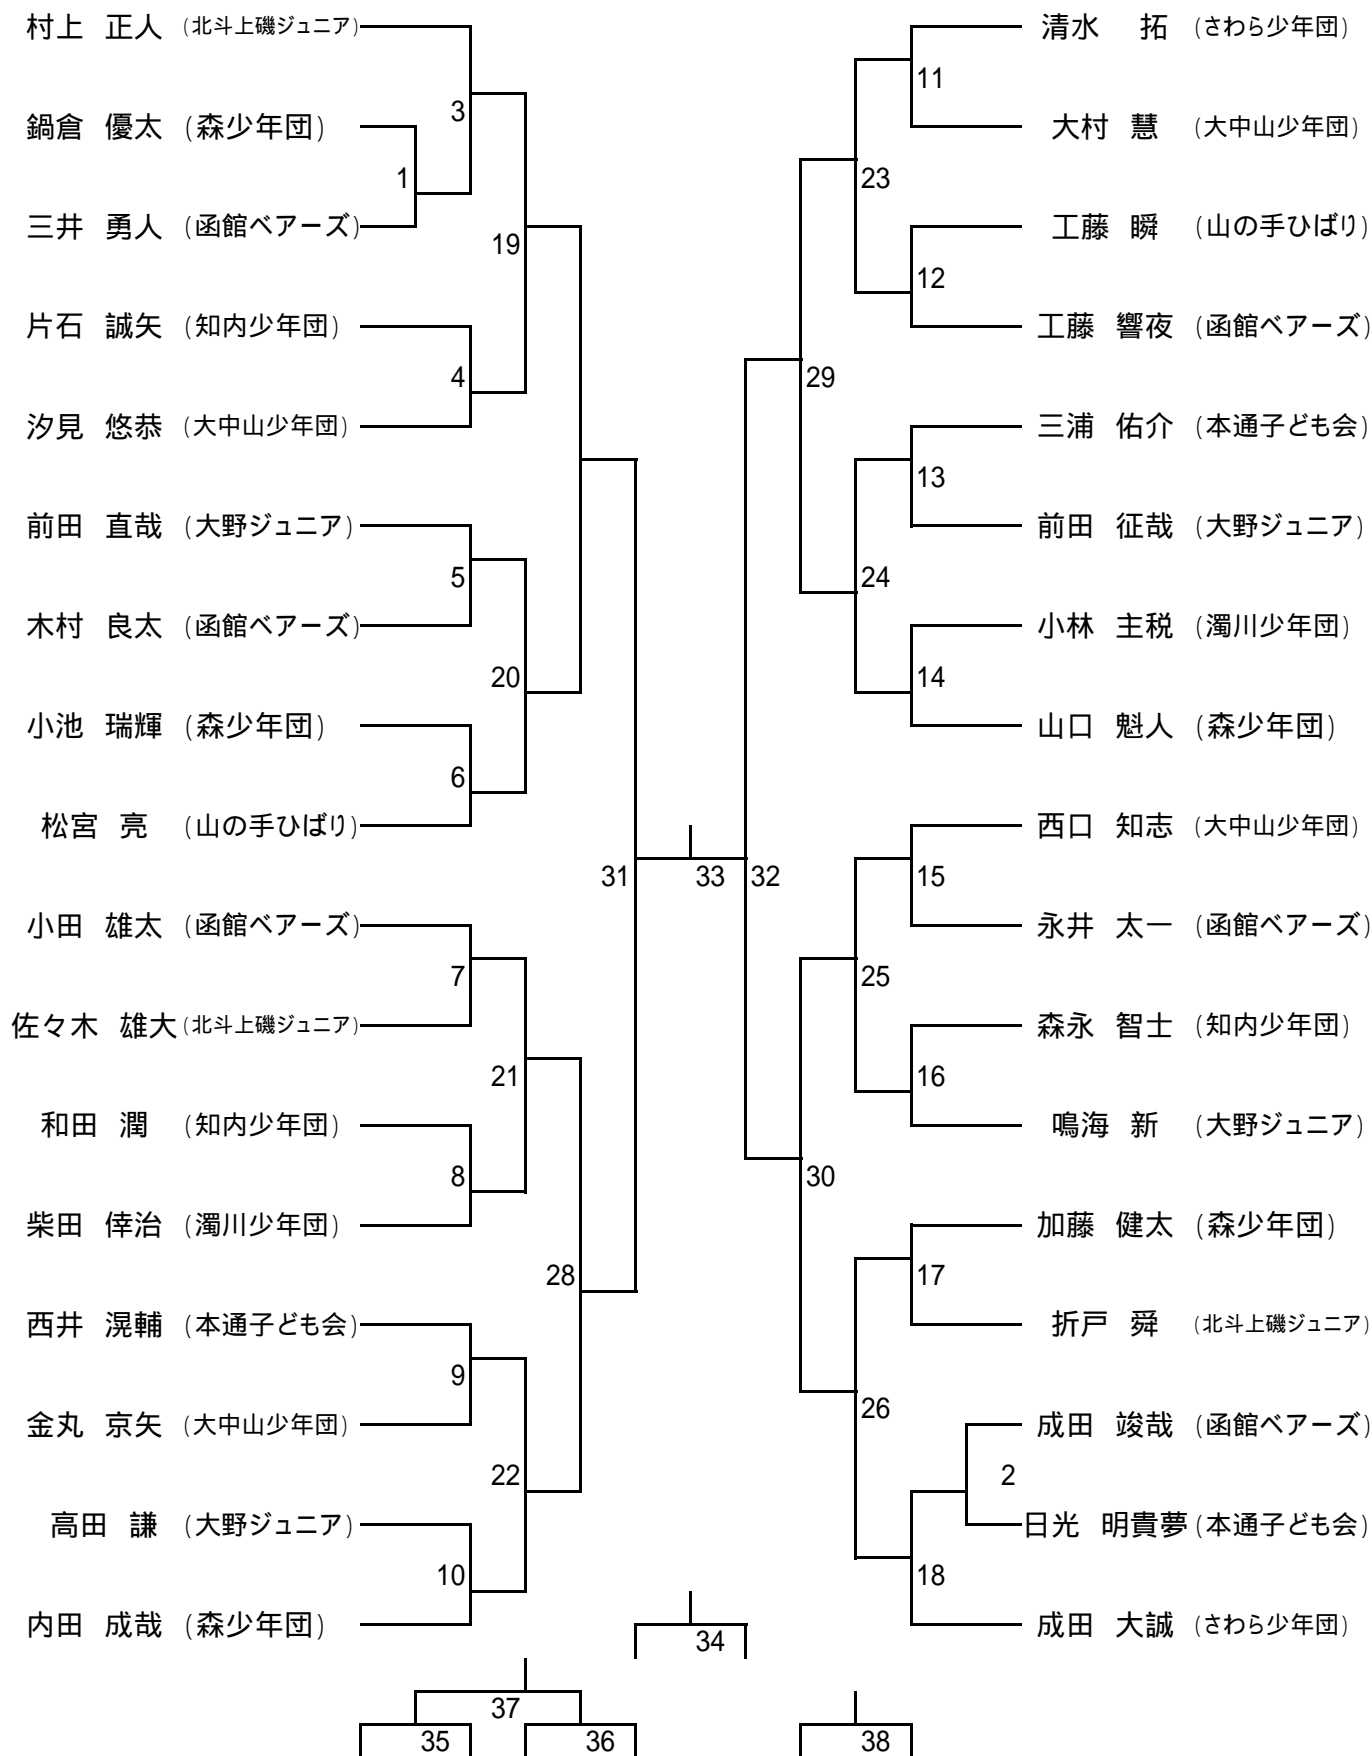 村上 正人 (北斗上磯ジュニア)
3
鍋倉 優太 (森少年団)
1
三井 勇人 (函館ベアーズ)
19
片石 誠矢 (知内少年団)
4
汐見 悠恭 (大中山少年団)
前田 直哉 (大野ジュニア)
5
木村 良太 (函館ベアーズ)
20
小池 瑞輝 (森少年団)
6
松宮 亮 (山の手ひばり)
31
小田 雄太 (函館ベアーズ)
7
佐々木 雄大 (北斗上磯ジュニア)
21
和田 潤 (知内少年団)
8
柴田 倖治 (濁川少年団)
28
西井 滉輔 (本通子ども会)
9
金丸 京矢 (大中山少年団)
22
高田 謙 (大野ジュニア)
10
内田 成哉 (森少年団)
33
32
清水 拓 (さわら少年団)
11
大村 慧 (大中山少年団)
23
工藤 瞬 (山の手ひばり)
12
工藤 響夜 (函館ベアーズ)
29
三浦 佑介 (本通子ども会)
13
前田 征哉 (大野ジュニア)
24
小林 主税 (濁川少年団)
14
山口 魁人 (森少年団)
西口 知志 (大中山少年団)
15
永井 太一 (函館ベアーズ)
25
森永 智士 (知内少年団)
16
鳴海 新 (大野ジュニア)
30
加藤 健太 (森少年団)
17
折戸 舜 (北斗上磯ジュニア)
26
成田 竣哉 (函館ベアーズ)
2
日光 明貴夢 (本通子ども会)
18
成田 大誠 (さわら少年団)
34
37
35
36
38